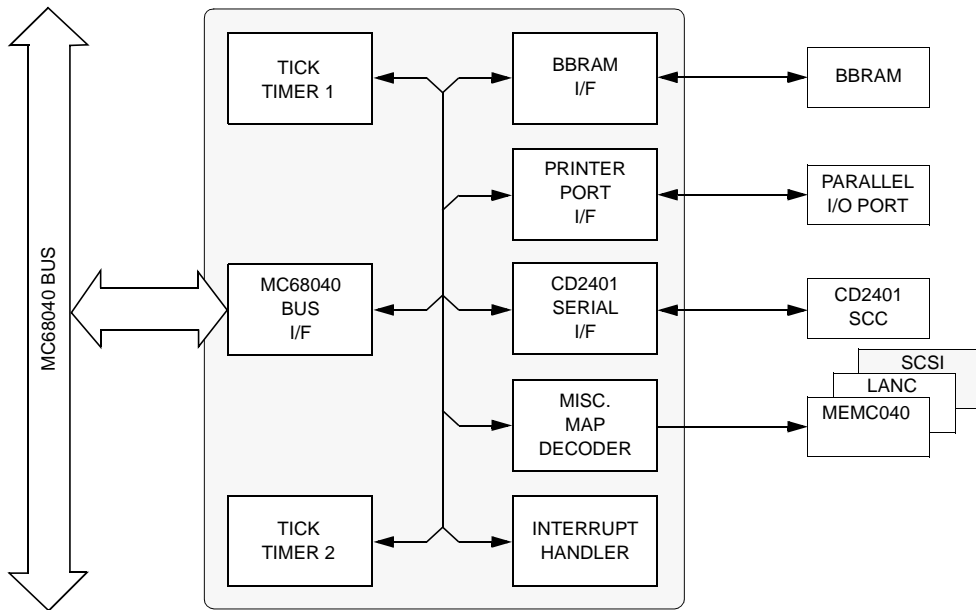 MC68040 BUS
TICK
TIMER 1
BBRAM
I/F
BBRAM
PRINTER
PORT
I/F
PARALLEL
I/O PORT
MC68040
BUS
I/F
CD2401
SERIAL
I/F
CD2401
SCC
SCSI
LANC
MEMC040
MISC.
MAP
DECODER
TICK
TIMER 2
INTERRUPT
HANDLER